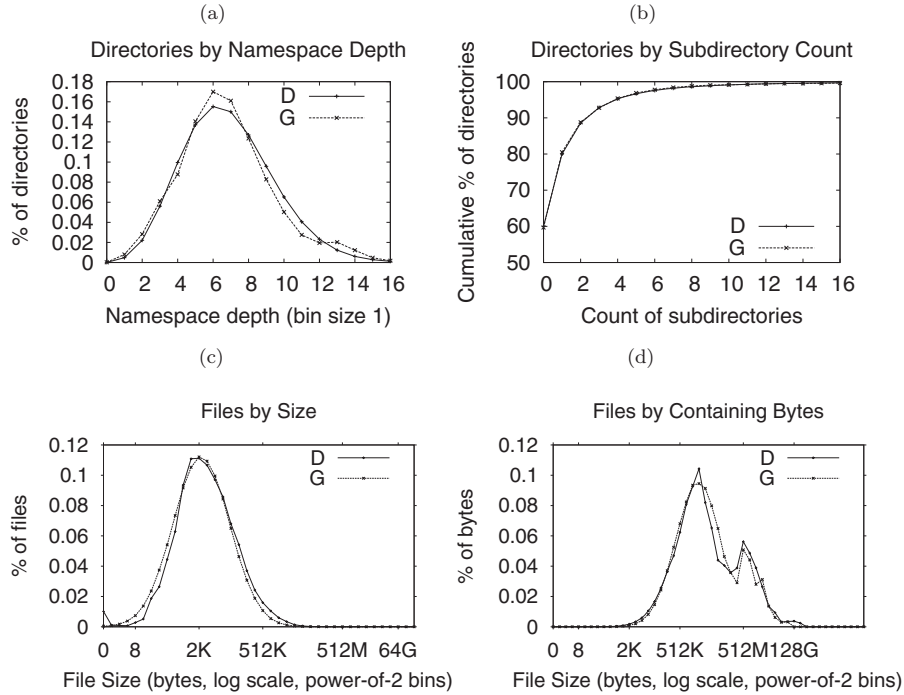 (a)
Directories by Namespace Depth
% of directories
0.18
0.16
0.14
0.12
0.1
0.08
0.06
0.04
0.02
0
D
G
0 2 4 6 8 10 12 14 16
Namespace depth (bin size 1)
(b)
Directories by Subdirectory Count
Cumulative % of directories
100
90
80
70
60
50
D
G
0 2 4 6 8 10 12 14 16
Count of subdirectories
(c)
Files by Size
% of files
0.12
0.1
0.08
0.06
0.04
0.02
0
D
G
0 8 2K 512K 512M 64G
File Size (bytes, log scale, power-of-2 bins)
(d)
Files by Containing Bytes
% of bytes
0.12
0.1
0.08
0.06
0.04
0.02
0
D
G
0 8 2K 512K 512M128G
File Size (bytes, log scale, power-of-2 bins)